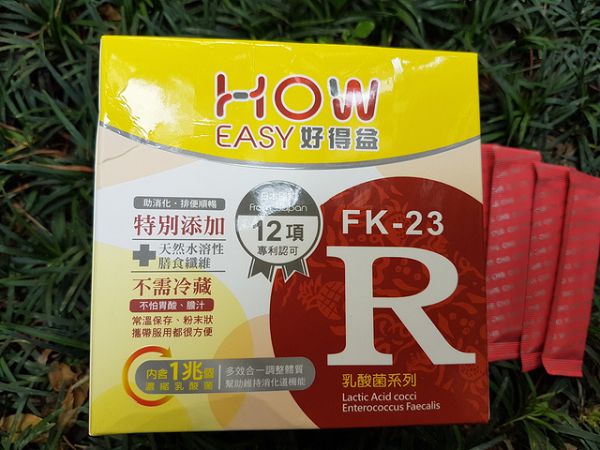 HOW
EASY 好得益
助消化、排便順暢
特別添加
天然水溶性
膳食纖維
不需冷藏
不怕胃酸、膽汁
常溫保存、粉末狀
攜帶服用都很方便
12項
專利認可
FK-23
R
乳酸菌系列
Lactic Acid cocci
Enterococcus Faecalis
內含1兆個
濃縮乳酸菌
多效合一調整體質
幫助維持消化道機能